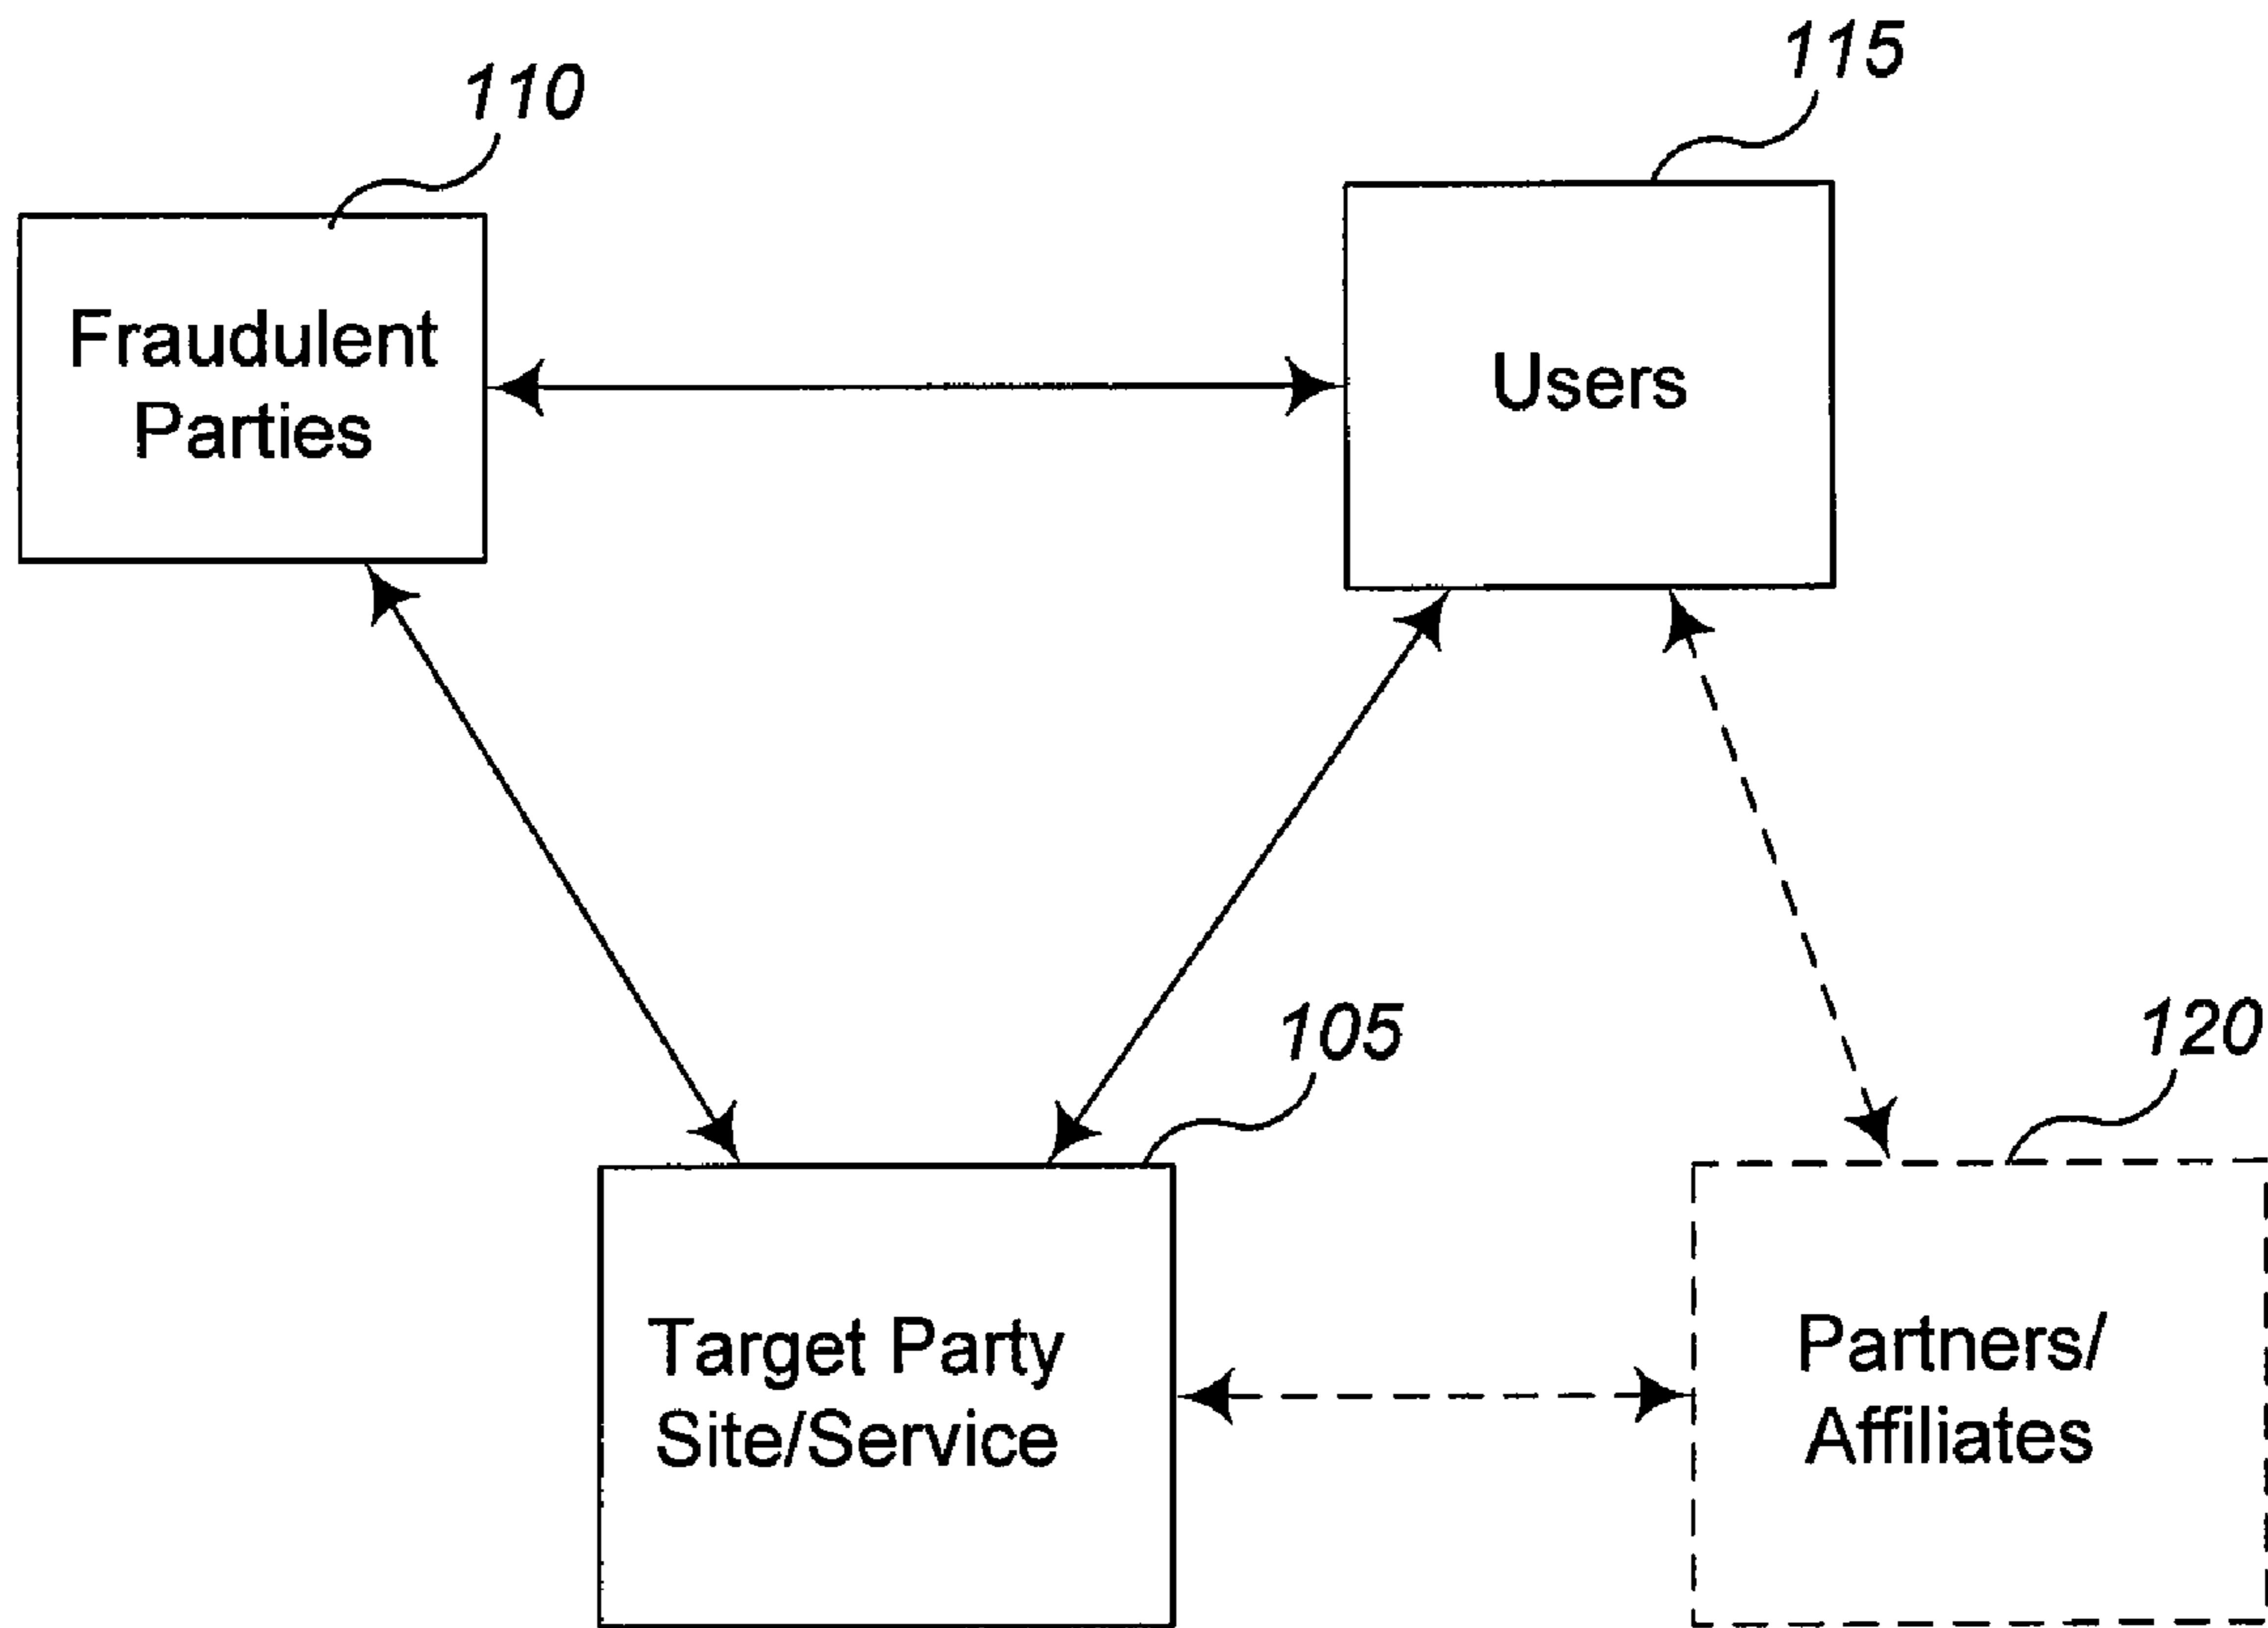 115
110
Fraudulent
Parties
Users
105
120
Target Party
Site/Service
Partners/
Affiliates